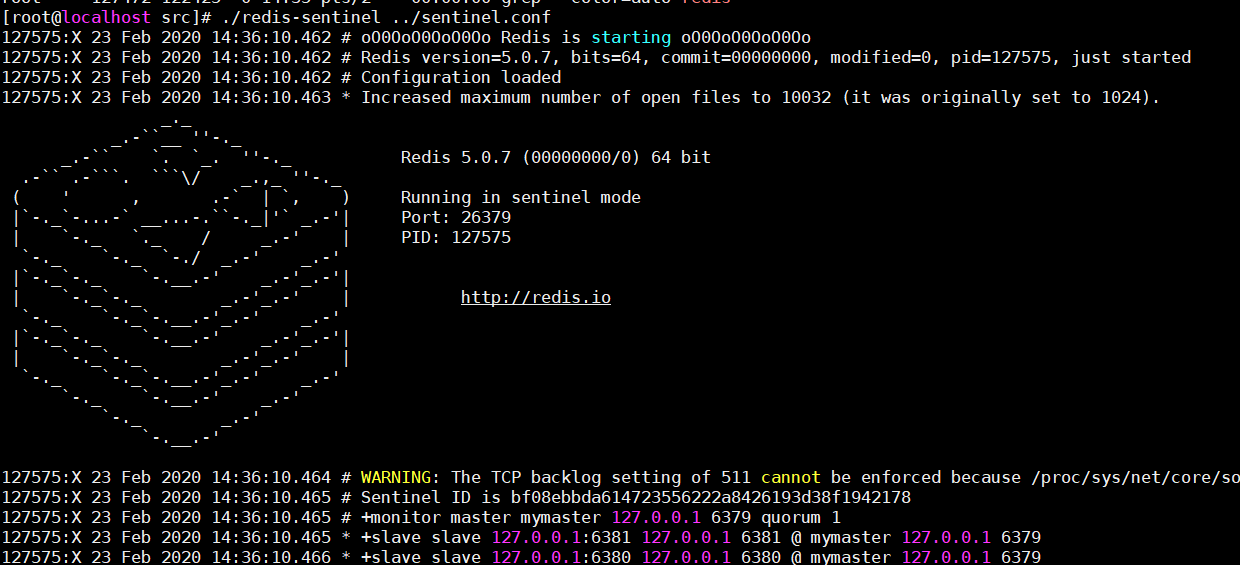 [root@localhost src]# ./redis-sentinel ../sentinel.conf
127575:X 23 Feb 2020 14:36:10.462 # oO0OoO0OoO0Oo Redis is starting oO0OoO0OoO0Oo
127575:X 23 Feb 2020 14:36:10.462 # Redis version=5.0.7, bits=64, commit=00000000, modified=0, pid=127575, just started
127575:X 23 Feb 2020 14:36:10.462 # Configuration loaded
127575:X 23 Feb 2020 14:36:10.463 * Increased maximum number of open files to 10032 (it was originally set to 1024).
Redis 5.0.7 (00000000/0) 64 bit
Running in sentinel mode
Port: 26379
PID: 127575
http://redis.io
127575:X 23 Feb 2020 14:36:10.464 # WARNING: The TCP backlog setting of 511 cannot be enforced because /proc/sys/net/core/so
127575:X 23 Feb 2020 14:36:10.465 # Sentinel ID is bf08ebbda614723556222a8426193d38f1942178
127575:X 23 Feb 2020 14:36:10.465 # +monitor master mymaster 127.0.0.1 6379 quorum 1
127575:X 23 Feb 2020 14:36:10.465 * +slave slave 127.0.0.1:6381 127.0.0.1 6381 @ mymaster 127.0.0.1 6379
127575:X 23 Feb 2020 14:36:10.466 * +slave slave 127.0.0.1:6380 127.0.0.1 6380 @ mymaster 127.0.0.1 6379